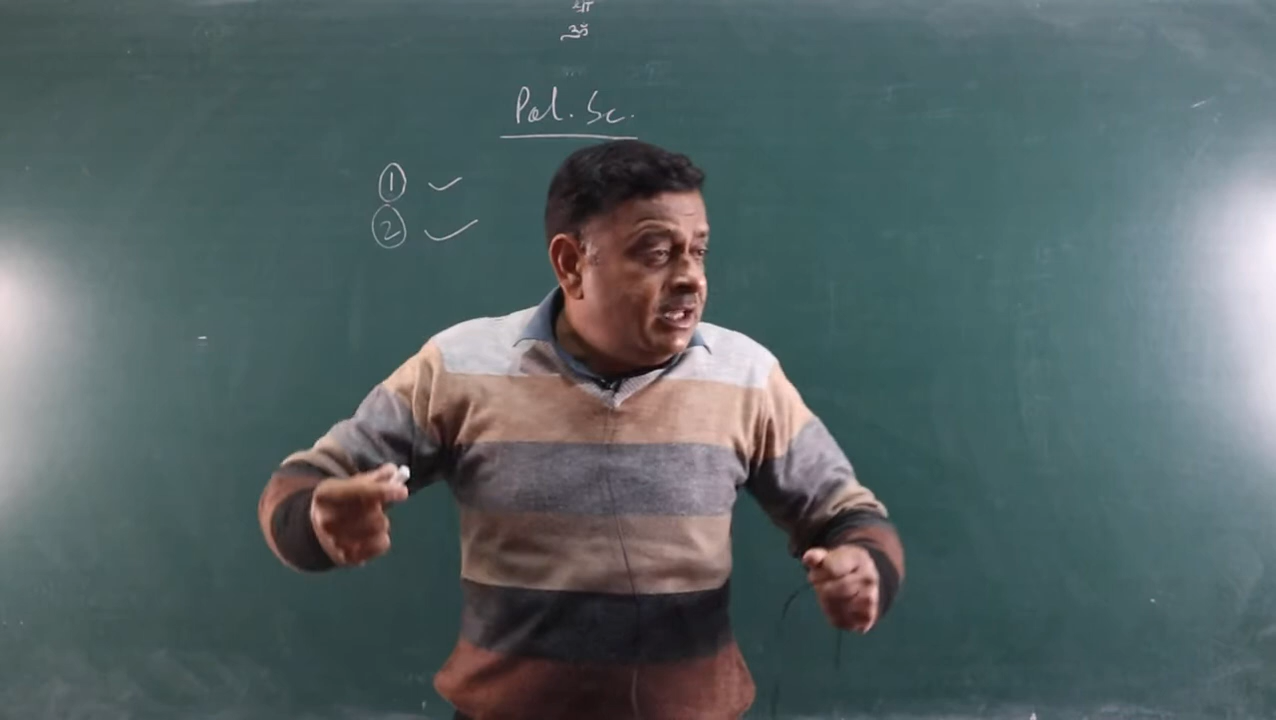 श्री
ॐ
Pol. Sc.
① ✓
② ✓